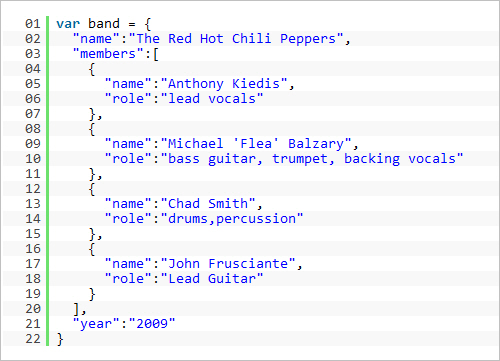 01 var band = {
02   "name":"The Red Hot Chili Peppers",
03   "members":[
04     {
05       "name":"Anthony Kiedis",
06       "role":"lead vocals"
07     },
08     {
09       "name":"Michael 'Flea' Balzary",
10       "role":"bass guitar, trumpet, backing vocals"
11     },
12     {
13       "name":"Chad Smith",
14       "role":"drums,percussion"
15     },
16     {
17       "name":"John Frusciante",
18       "role":"Lead Guitar"
19     }
20   ],
21   "year":"2009"
22 }